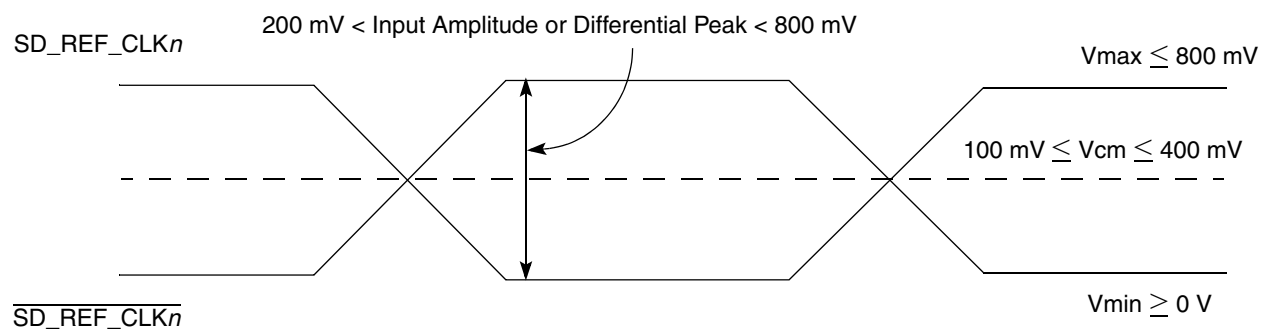 200 mV < Input Amplitude or Differential Peak < 800 mV
SD_REF_CLKn
Vmax ≤ 800 mV
100 mV ≤ Vcm ≤ 400 mV
Vmin ≥ 0 V
SD_REF_CLKn